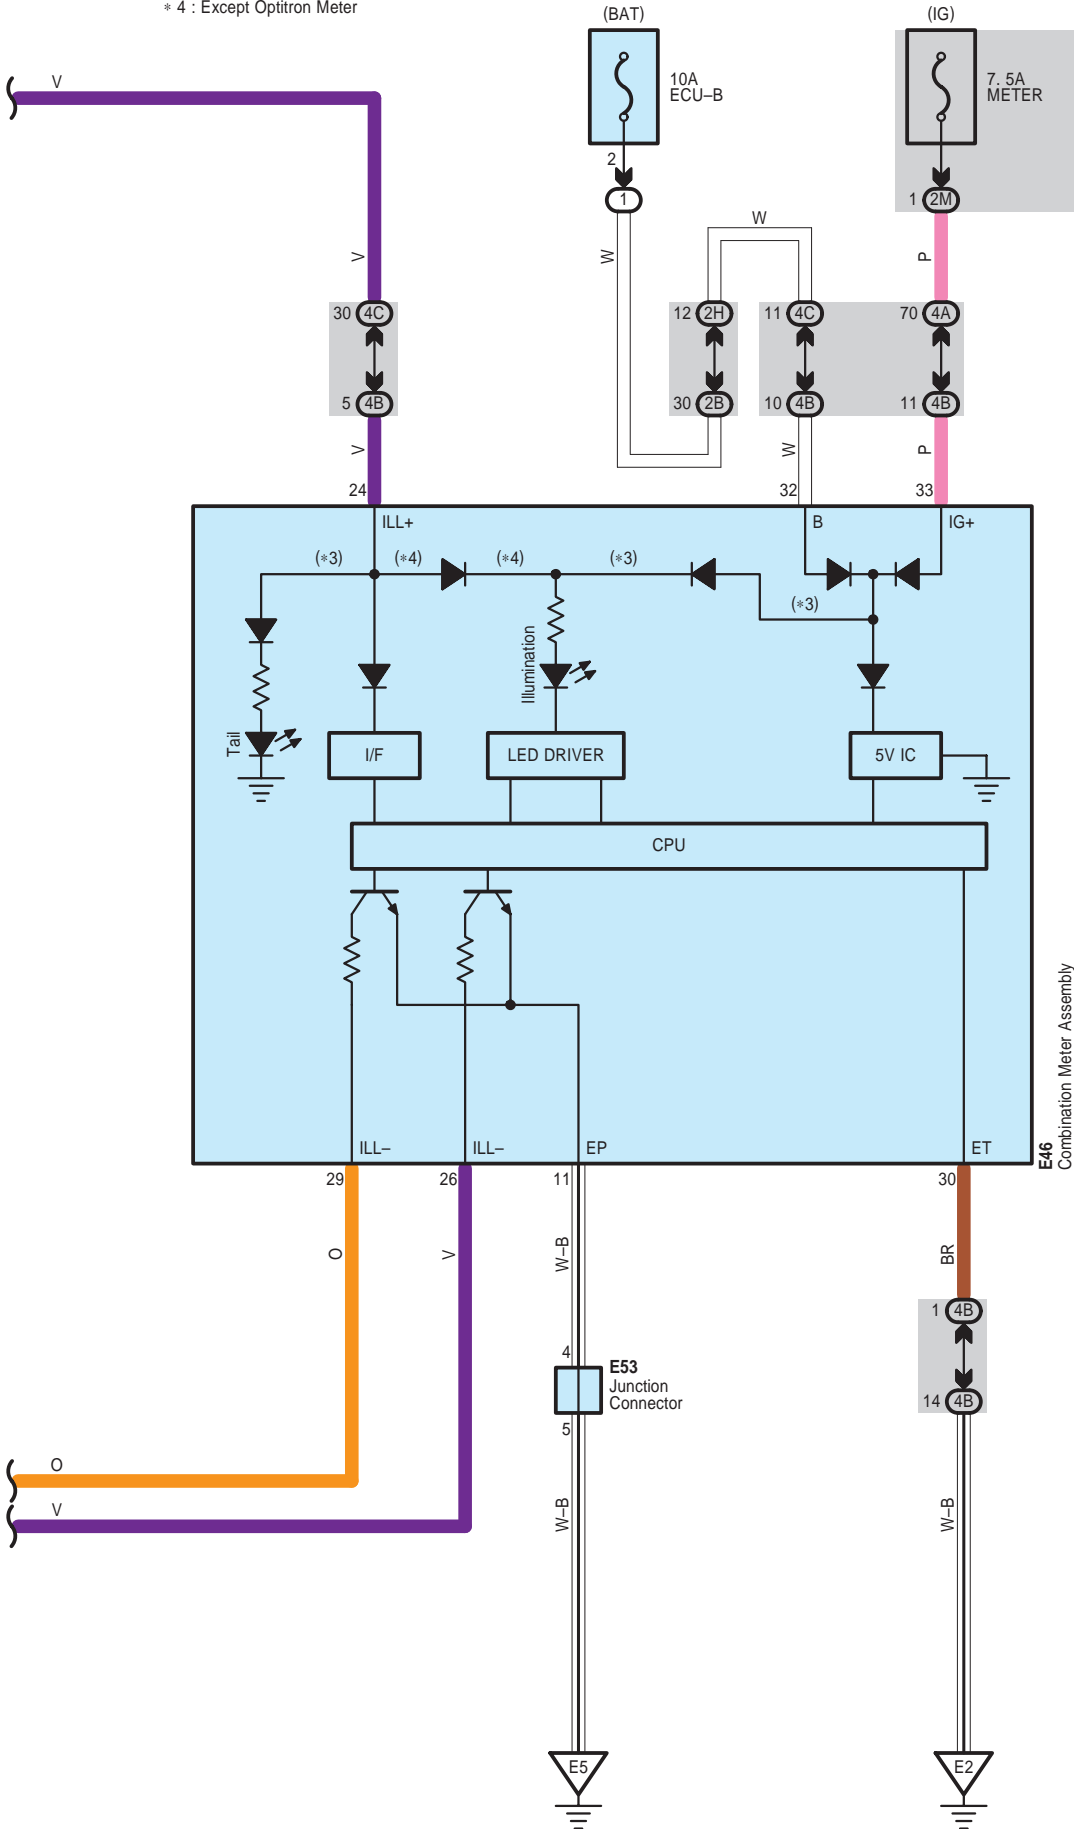 ∗ 4 : Except Optitron Meter
(BAT)
(IG)
V
10A
ECU–B
7. 5A
METER
2
1
1 2M
W
V
W
P
30 4C
12 2H
11 4C
70 4A
5 4B
30 2B
10 4B
11 4B
V
W
P
24
32
33
ILL+
B
IG+
(∗3)
(∗4)
(∗4)
(∗3)
(∗3)
Illumination
Tail
I/F
LED DRIVER
5V IC
CPU
E46
Combination Meter Assembly
ILL–
ILL–
EP
ET
29
26
11
30
O
V
W–B
BR
1 4B
4
E53
Junction
Connector
14 4B
5
O
V
W–B
W–B
E5
E2